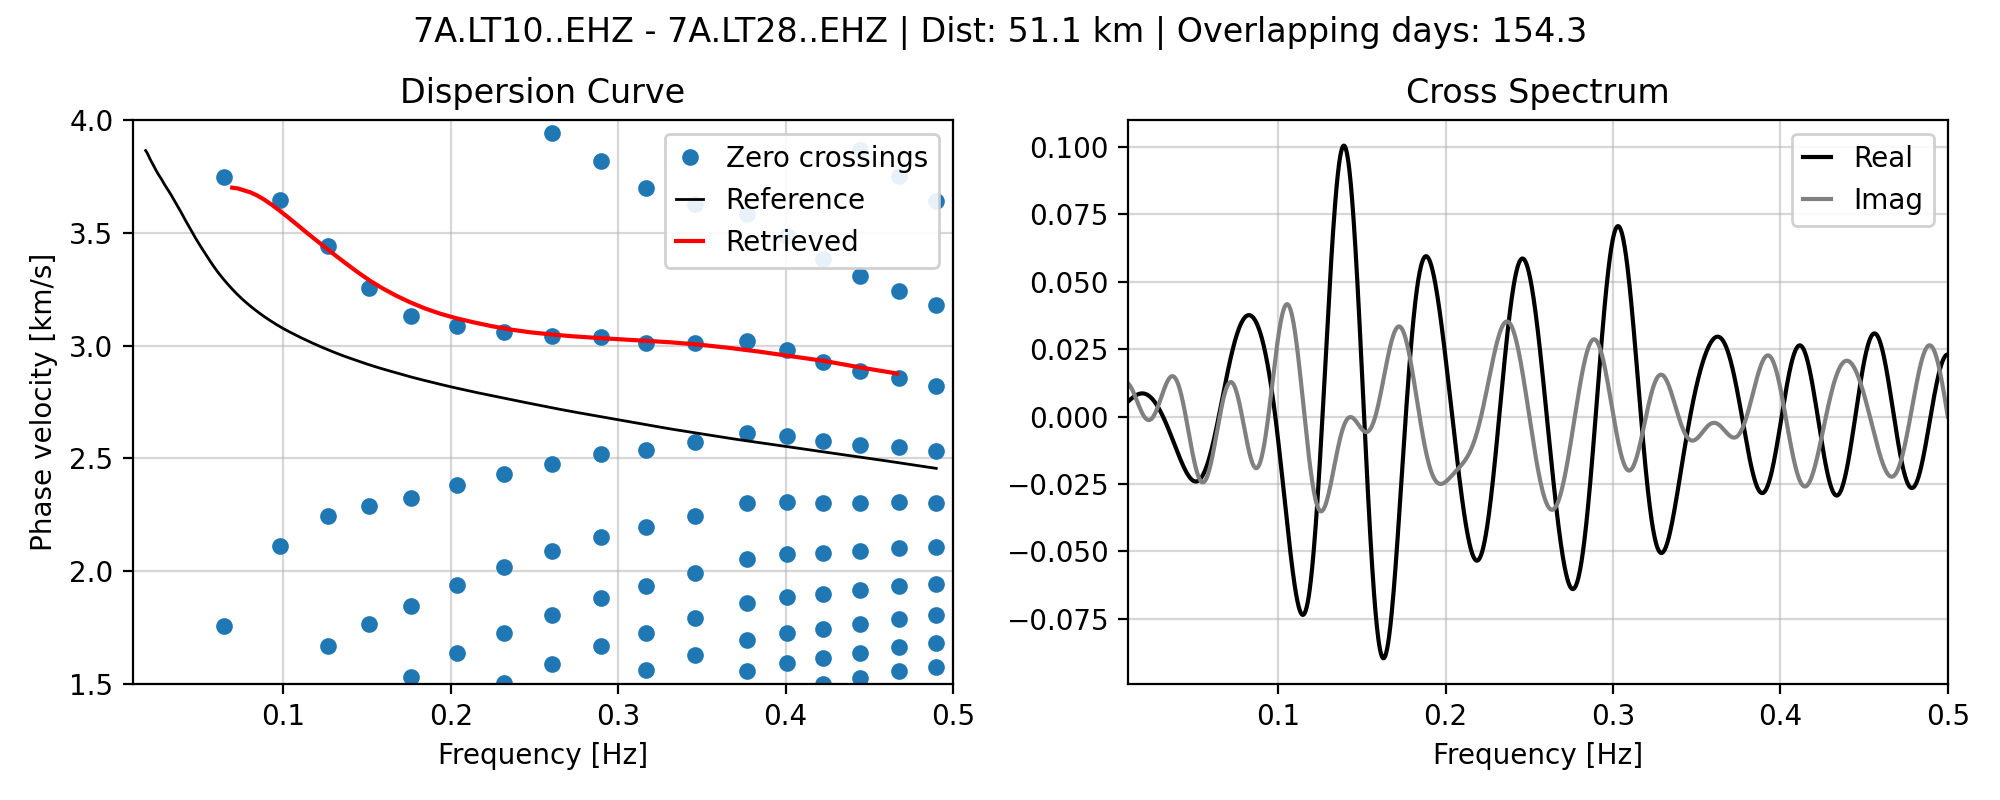 7A.LT10..EHZ - 7A.LT28..EHZ | Dist: 51.1 km | Overlapping days: 154.3
Dispersion Curve
Phase velocity [km/s]
4.0
3.5
3.0
2.5
2.0
1.5
0.1
0.2
0.3
0.4
0.5
Frequency [Hz]
Zero crossings
Reference
Retrieved
Cross Spectrum
0.100
0.075
0.050
0.025
0.000
−0.025
−0.050
−0.075
0.1
0.2
0.3
0.4
0.5
Frequency [Hz]
Real
Imag